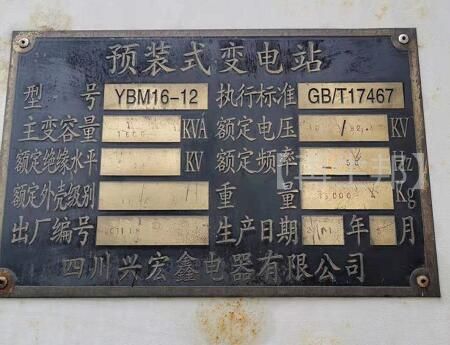 预装式变电站
型 号 YBM16-12 执行标准 GB/T17467
主变容量 KVA 额定电压 KV
额定绝缘水平 KV 额定频率 50 Hz
额定外壳级别 重 量 Kg
出厂编号 生产日期 年 月
四川兴宏鑫电器有限公司